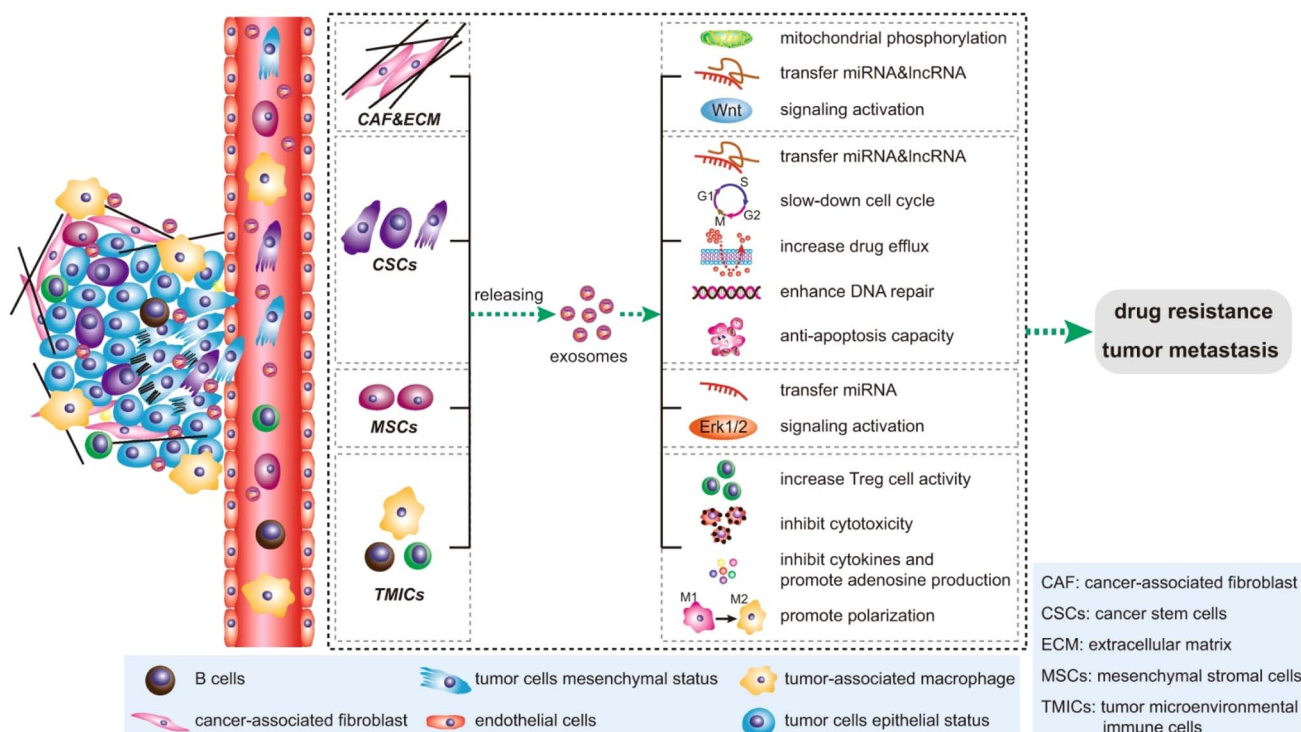 CAF&ECM
CSCs
MSCs
TMICs
releasing
exosomes
mitochondrial phosphorylation
transfer miRNA&lncRNA
Wnt
signaling activation
transfer miRNA&lncRNA
S
G1
G2
M
slow-down cell cycle
increase drug efflux
enhance DNA repair
anti-apoptosis capacity
transfer miRNA
Erk1/2
signaling activation
increase Treg cell activity
inhibit cytotoxicity
inhibit cytokines and
promote adenosine production
M1
M2
promote polarization
drug resistance
tumor metastasis
B cells
tumor cells mesenchymal status
tumor-associated macrophage
cancer-associated fibroblast
endothelial cells
tumor cells epithelial status
CAF: cancer-associated fibroblast
CSCs: cancer stem cells
ECM: extracellular matrix
MSCs: mesenchymal stromal cells
TMICs: tumor microenvironmental
immune cells